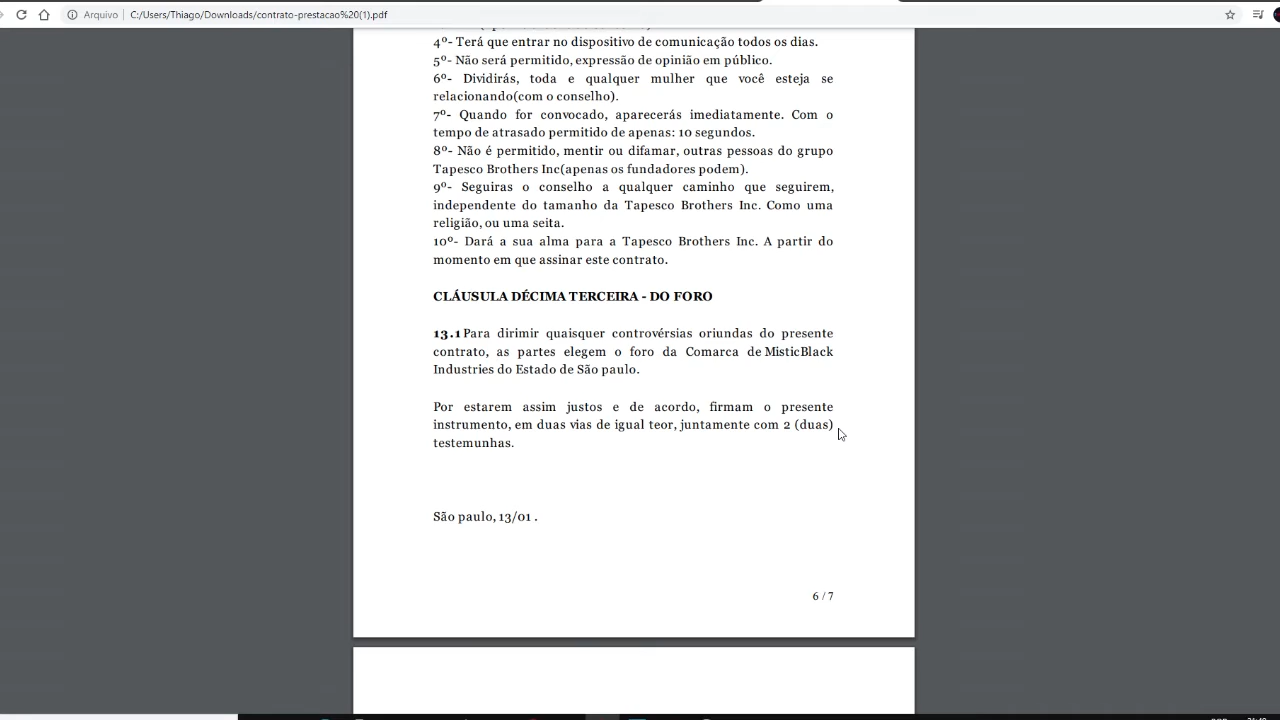 Arquivo
C:/Users/Thiago/Downloads/contrato-prestacao%20(1).pdf
4º- Terá que entrar no dispositivo de comunicação todos os dias.
5º- Não será permitido, expressão de opinião em público.
6º- Dividirás, toda e qualquer mulher que você esteja se
relacionando(com o conselho).
7º- Quando for convocado, aparecerás imediatamente. Com o
tempo de atrasado permitido de apenas: 10 segundos.
8º- Não é permitido, mentir ou difamar, outras pessoas do grupo
Tapesco Brothers Inc(apenas os fundadores podem).
9º- Seguiras o conselho a qualquer caminho que seguirem,
independente do tamanho da Tapesco Brothers Inc. Como uma
religião, ou uma seita.
10º- Dará a sua alma para a Tapesco Brothers Inc. A partir do
momento em que assinar este contrato.
CLÁUSULA DÉCIMA TERCEIRA - DO FORO
13.1 Para dirimir quaisquer controvérsias oriundas do presente
contrato, as partes elegem o foro da Comarca de MisticBlack
Industries do Estado de São paulo.
Por estarem assim justos e de acordo, firmam o presente
instrumento, em duas vias de igual teor, juntamente com 2 (duas)
testemunhas.
São paulo, 13/01 .
6 / 7